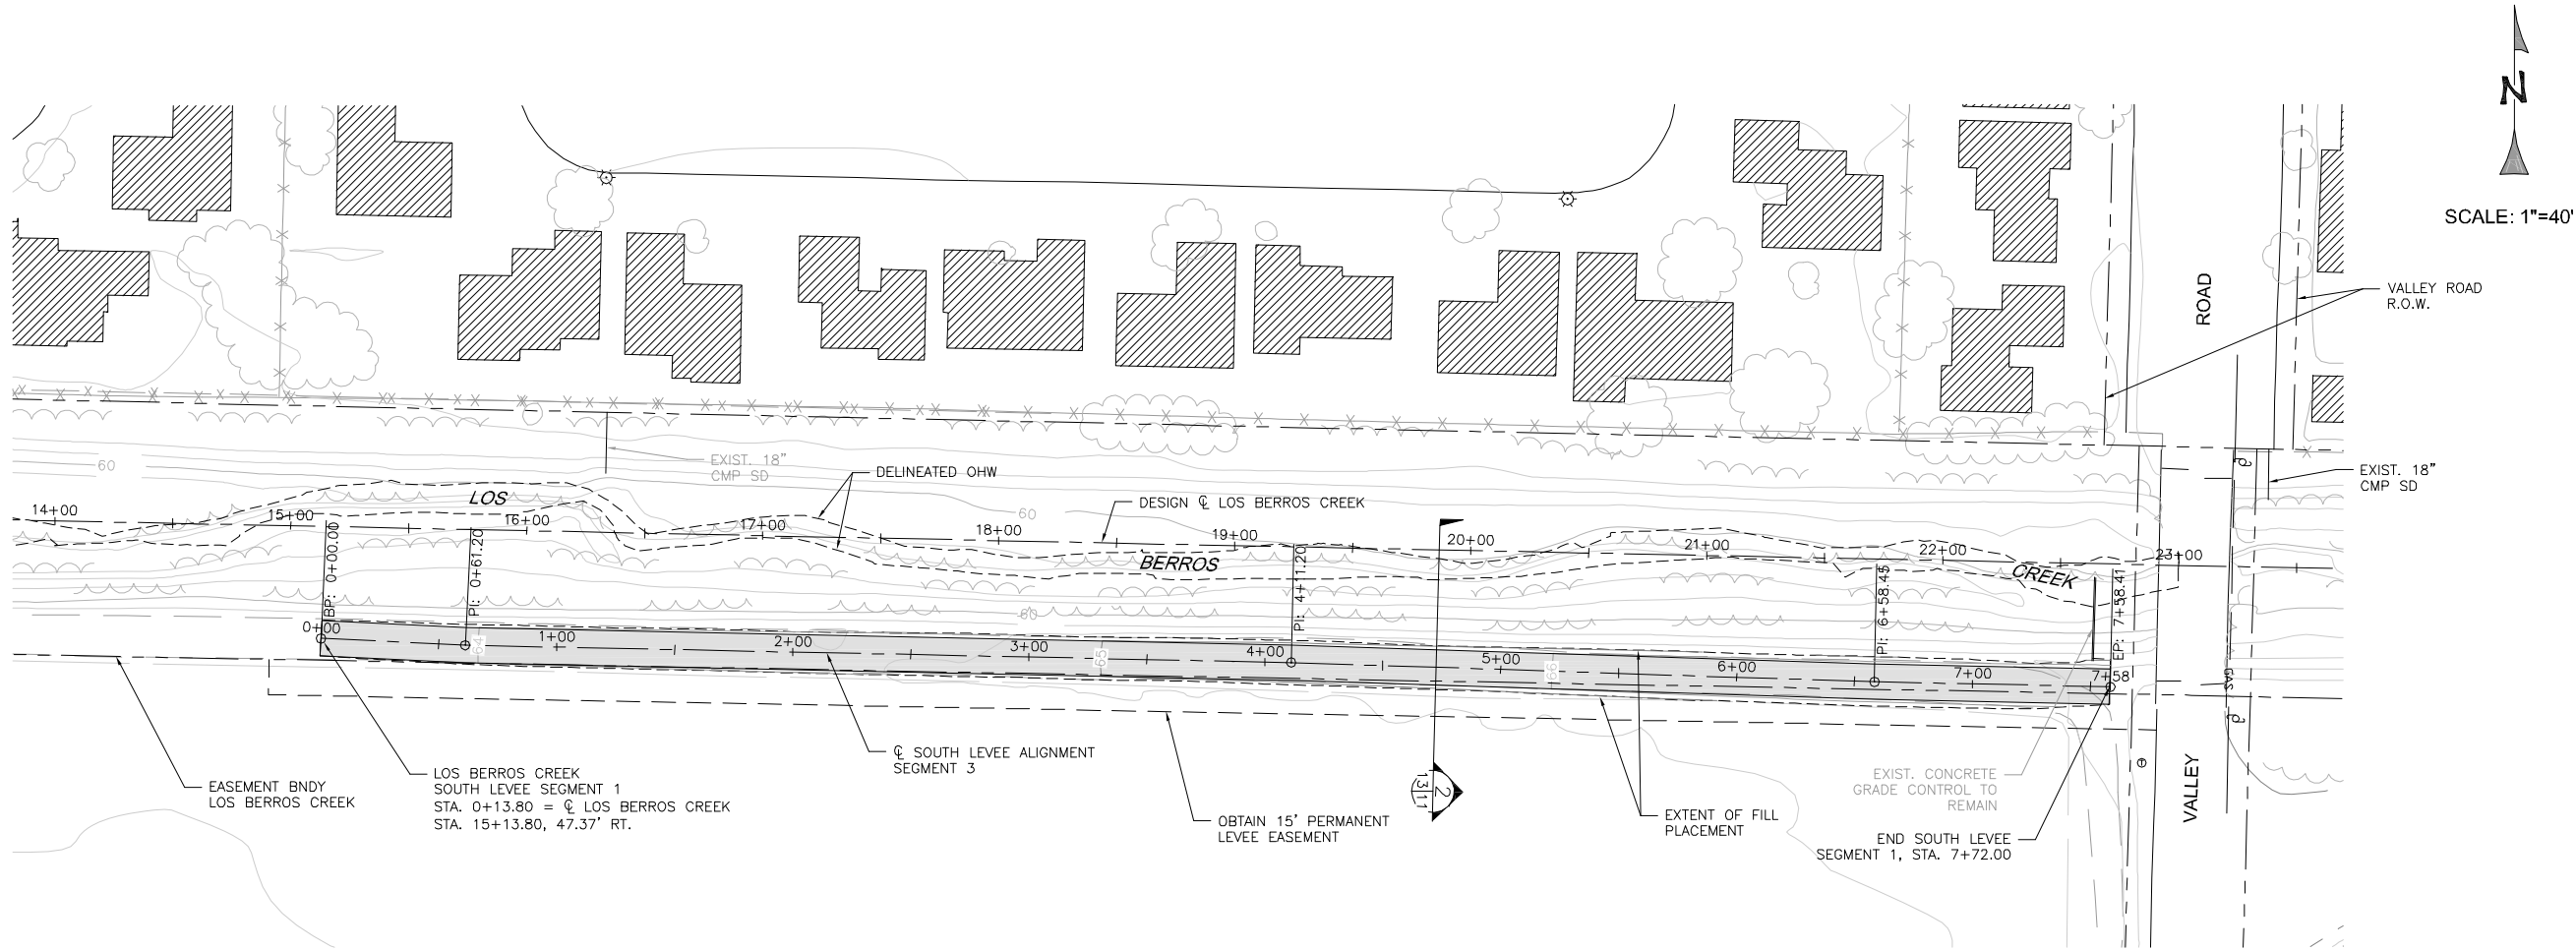 N
SCALE: 1"=40'
ROAD
VALLEY ROAD
R.O.W.
EXIST. 18"
CMP SD
DELINEATED OHW
DESIGN ℄ LOS BERROS CREEK
EXIST. 18"
CMP SD
60
LOS
60
14+00
15+00
16+00
17+00
18+00
19+00
20+00
21+00
22+00
23+00
BERROS
CREEK
BP: 0+00.00
PI: 0+61.20
PI: 4+11.20
PI: 6+58.45
EP: 7+58.41
60
0+00
1+00
2+00
3+00
4+00
5+00
6+00
7+00
7+58
64
65
66
GAS
℄ SOUTH LEVEE ALIGNMENT
SEGMENT 3
EASEMENT BNDY
LOS BERROS CREEK
LOS BERROS CREEK
SOUTH LEVEE SEGMENT 1
STA. 0+13.80 = ℄ LOS BERROS CREEK
STA. 15+13.80, 47.37' RT.
OBTAIN 15' PERMANENT
LEVEE EASEMENT
2
13 11
EXTENT OF FILL
PLACEMENT
EXIST. CONCRETE
GRADE CONTROL TO
REMAIN
END SOUTH LEVEE
SEGMENT 1, STA. 7+72.00
VALLEY